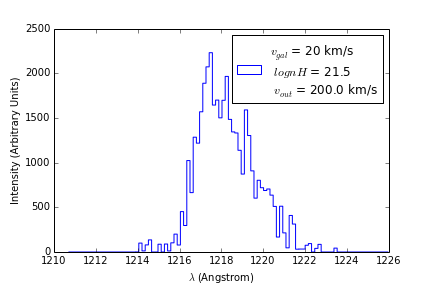 2500
2000
1500
1000
500
0
Intensity (Arbitrary Units)
v_gal = 20 km/s
lognH = 21.5
v_out = 200.0 km/s
1210 1212 1214 1216 1218 1220 1222 1224 1226
λ (Angstrom)